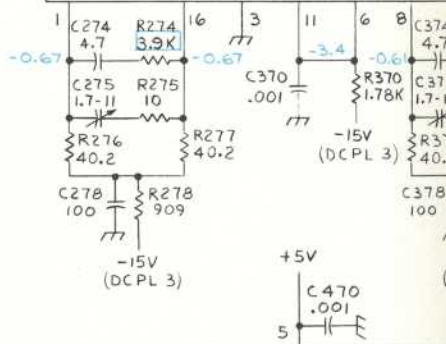 1 16 3 11 6 8
C274
4.7
R274
3.9K
-0.67
-0.67
C275
1.7-11
R275
10
R276
40.2
R277
40.2
C278
100
R278
909
-15V
(DCPL 3)
C370
.001
-3.4
R370
1.78K
-15V
(DCPL 3)
-0.61
C374
4.7
1.7-1
40.
C378
100
+5V
C470
.001
5